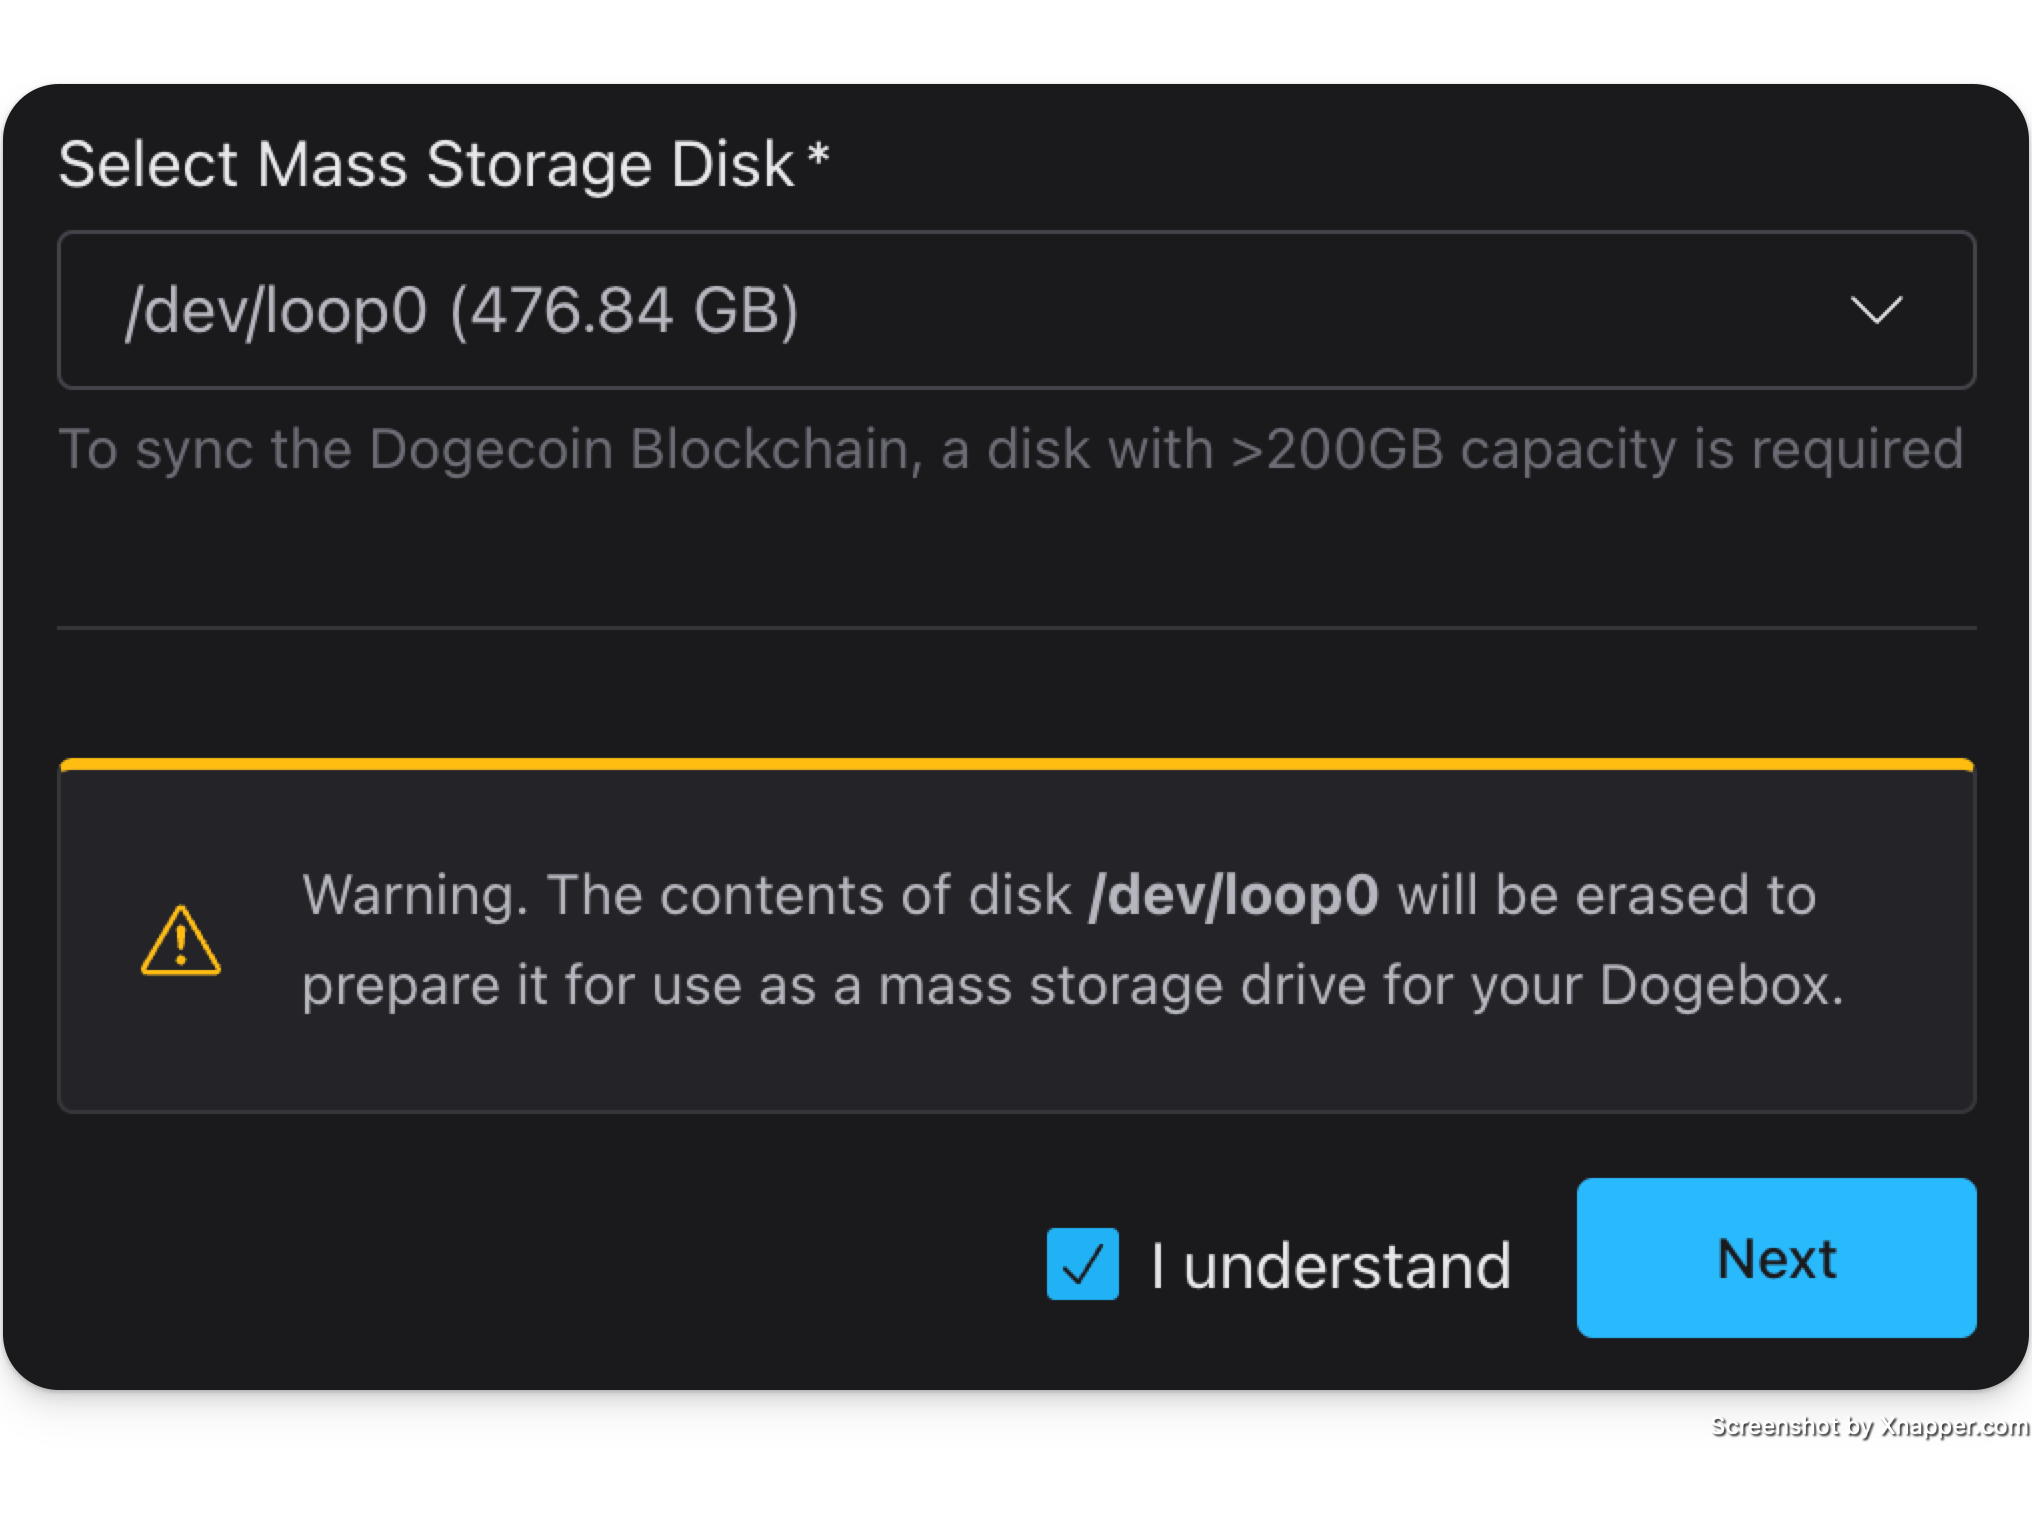 Select Mass Storage Disk *
/dev/loop0 (476.84 GB)
To sync the Dogecoin Blockchain, a disk with >200GB capacity is required
Warning. The contents of disk /dev/loop0 will be erased to
prepare it for use as a mass storage drive for your Dogebox.
I understand
Next
Screenshot by Xnapper.com